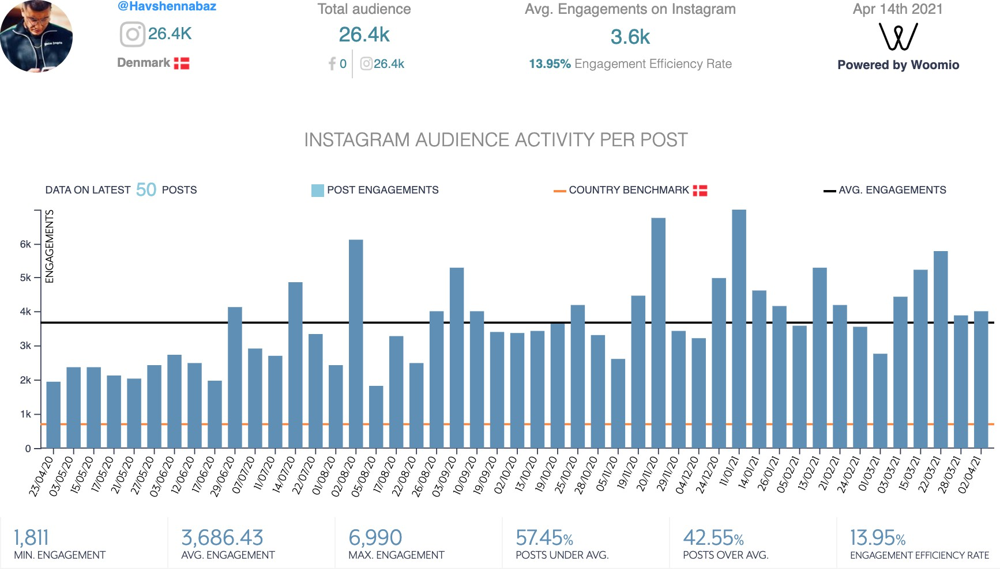 @Havshennabaz
26.4K
Denmark
Total audience
26.4k
0 26.4k
Avg. Engagements on Instagram
3.6k
13.95% Engagement Efficiency Rate
Apr 14th 2021
Powered by Woomio
INSTAGRAM AUDIENCE ACTIVITY PER POST
DATA ON LATEST 50 POSTS
POST ENGAGEMENTS
COUNTRY BENCHMARK
AVG. ENGAGEMENTS
ENGAGEMENTS
6k
5k
4k
3k
2k
1k
0
23/04/20
03/05/20
15/05/20
17/05/20
21/05/20
27/05/20
03/06/20
12/06/20
17/06/20
29/06/20
07/07/20
11/07/20
14/07/20
22/07/20
01/08/20
02/08/20
05/08/20
17/08/20
22/08/20
26/08/20
03/09/20
10/09/20
19/09/20
02/10/20
13/10/20
19/10/20
25/10/20
28/10/20
05/11/20
19/11/20
20/11/20
29/11/20
04/12/20
24/12/20
11/01/21
14/01/21
26/01/21
05/02/21
13/02/21
21/02/21
24/02/21
01/03/21
03/03/21
15/03/21
22/03/21
28/03/21
02/04/21
1,811
MIN. ENGAGEMENT
3,686.43
AVG. ENGAGEMENT
6,990
MAX. ENGAGEMENT
57.45%
POSTS UNDER AVG.
42.55%
POSTS OVER AVG.
13.95%
ENGAGEMENT EFFICIENCY RATE